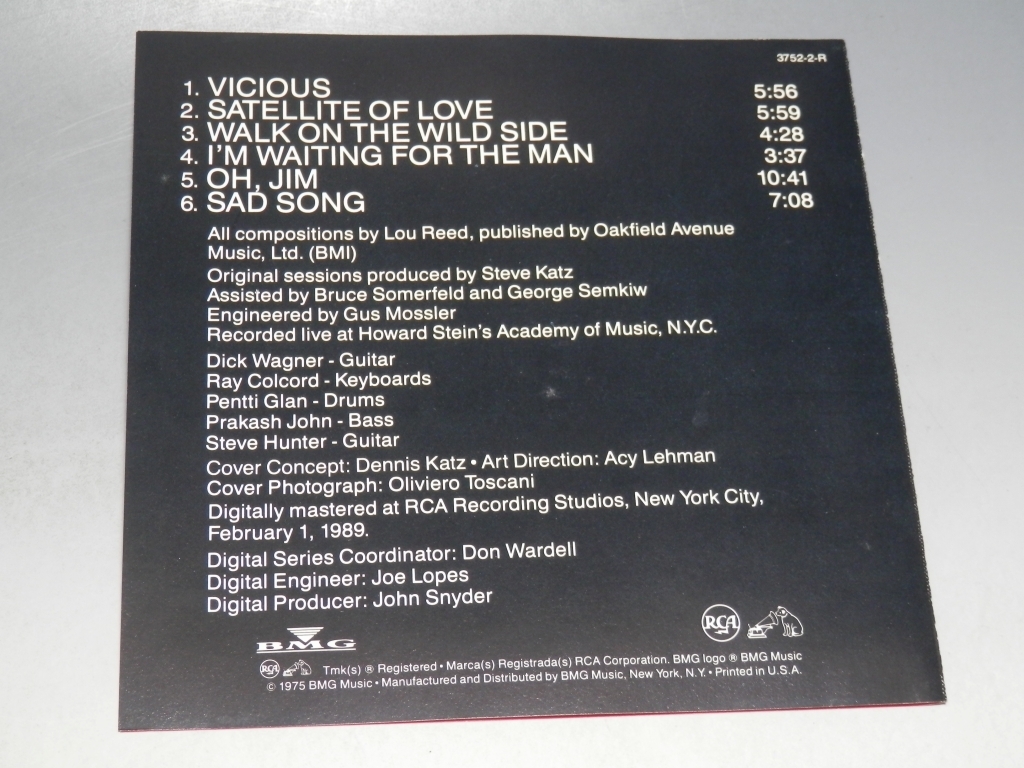 3752-2-R
1. VICIOUS 5:56
2. SATELLITE OF LOVE 5:59
3. WALK ON THE WILD SIDE 4:28
4. I'M WAITING FOR THE MAN 3:37
5. OH, JIM 10:41
6. SAD SONG 7:08
All compositions by Lou Reed, published by Oakfield Avenue
Music, Ltd. (BMI)
Original sessions produced by Steve Katz
Assisted by Bruce Somerfeld and George Semkiw
Engineered by Gus Mossler
Recorded live at Howard Stein's Academy of Music, N.Y.C.
Dick Wagner - Guitar
Ray Colcord - Keyboards
Pentti Glan - Drums
Prakash John - Bass
Steve Hunter - Guitar
Cover Concept: Dennis Katz • Art Direction: Acy Lehman
Cover Photograph: Oliviero Toscani
Digitally mastered at RCA Recording Studios, New York City,
February 1, 1989.
Digital Series Coordinator: Don Wardell
Digital Engineer: Joe Lopes
Digital Producer: John Snyder
BMG RCA
RCA Tmk(s) ® Registered • Marca(s) Registrada(s) RCA Corporation. BMG logo ® BMG Music
© 1975 BMG Music • Manufactured and Distributed by BMG Music, New York, N.Y. • Printed in U.S.A.